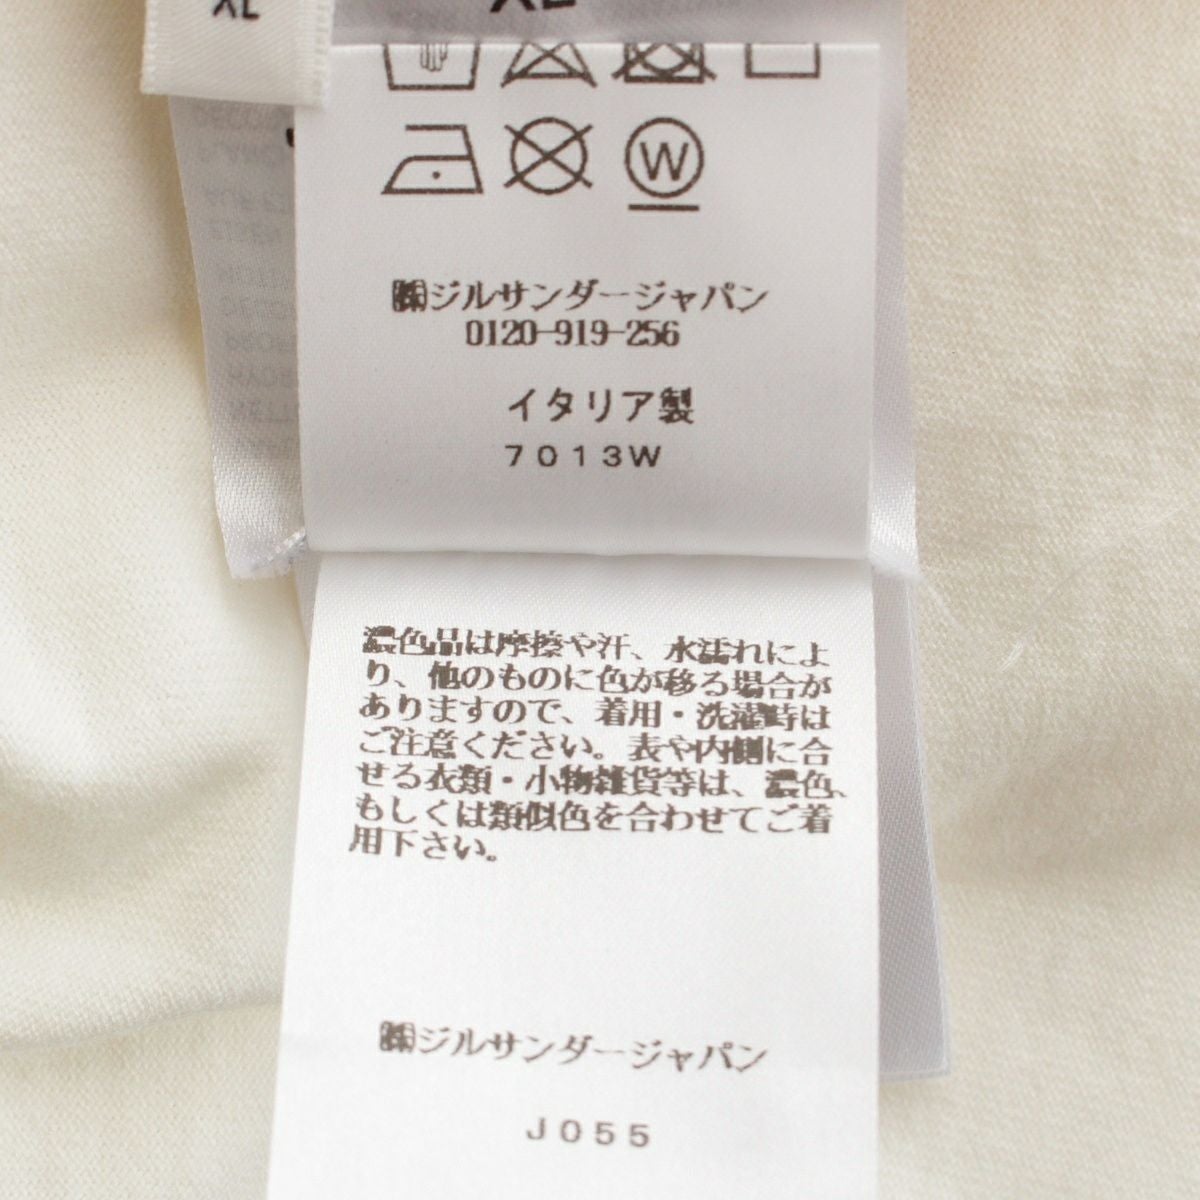 XL
XL
W
㈱ジルサンダージャパン
0120-919-256
イタリア製
7013W
濃色品は摩擦や汗、水濡れによ
り、他のものに色が移る場合が
ありますので、着用・洗濯時は
ご注意ください。表や内側に合
せる衣類・小物雑貨等は、濃色、
もしくは類似色を合わせてご着
用下さい。
㈱ジルサンダージャパン
J055